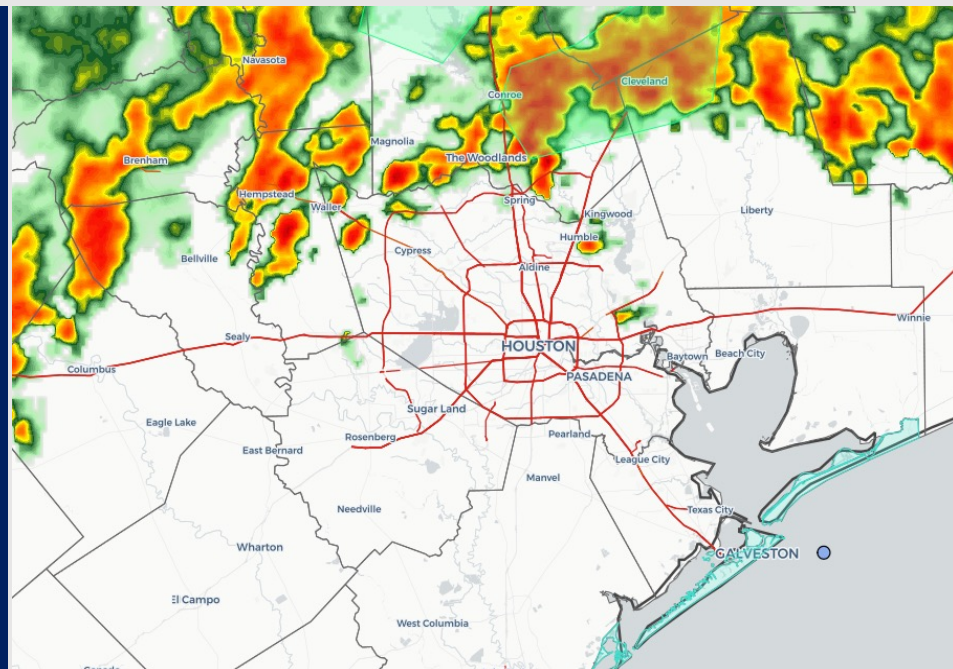 Navasota
Conroe
Cleveland
Magnolia
Brenham
The Woodlands
Hempstead
Waller
Spring
Kingwood
Liberty
Humble
Cypress
Bellville
Aldine
Winnie
Sealy
HOUSTON
Beach City
Baytown
Columbus
PASADENA
Sugar Land
Eagle Lake
Pearland
Rosenberg
East Bernard
League City
Manvel
Needville
Texas City
Wharton
GALVESTON
El Campo
West Columbia